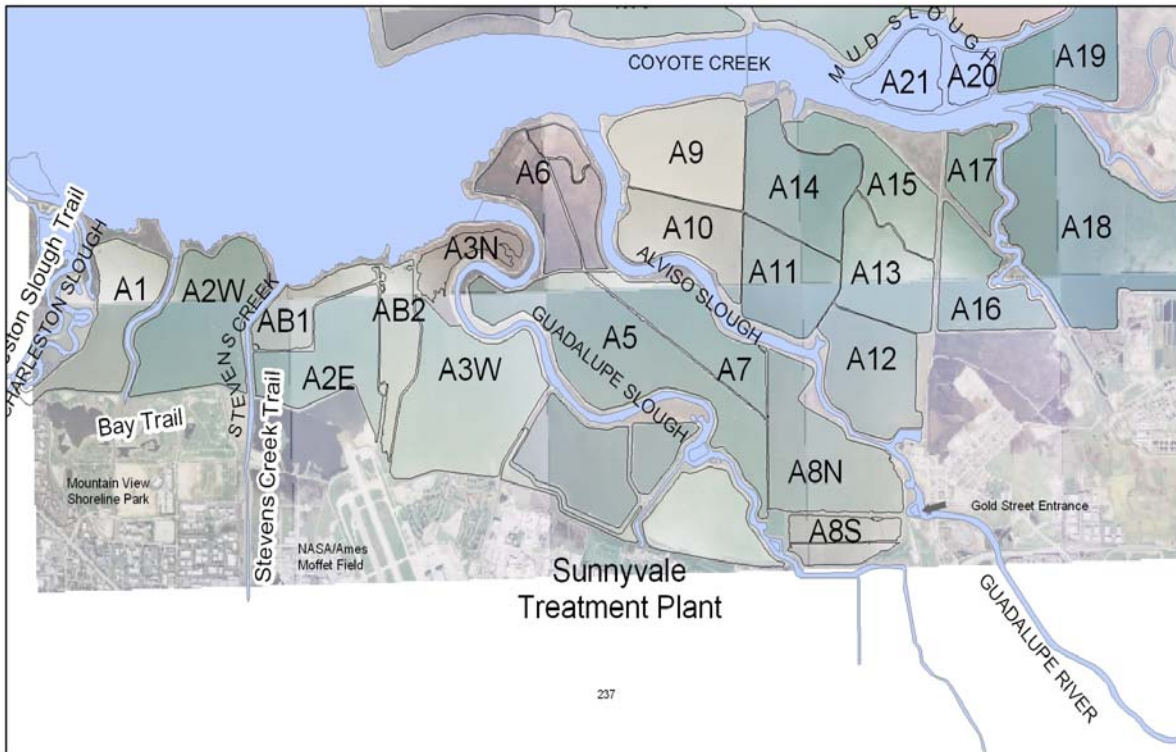 COYOTE CREEK
MUD SLOUGH
A21
A20
A19
A9
A6
A14
A15
A17
A18
A10
A3N
A11
A13
A16
ALVISO SLOUGH
A1
A2W
STEVENS CREEK
AB1
AB2
A2E
A3W
GUADALUPE SLOUGH
A5
A7
A12
Slough Trail
CHARLESTON SLOUGH
Bay Trail
Stevens Creek Trail
Mountain View
Shoreline Park
NASA/Ames
Moffet Field
A8N
A8S
Gold Street Entrance
Sunnyvale
Treatment Plant
GUADALUPE RIVER
237